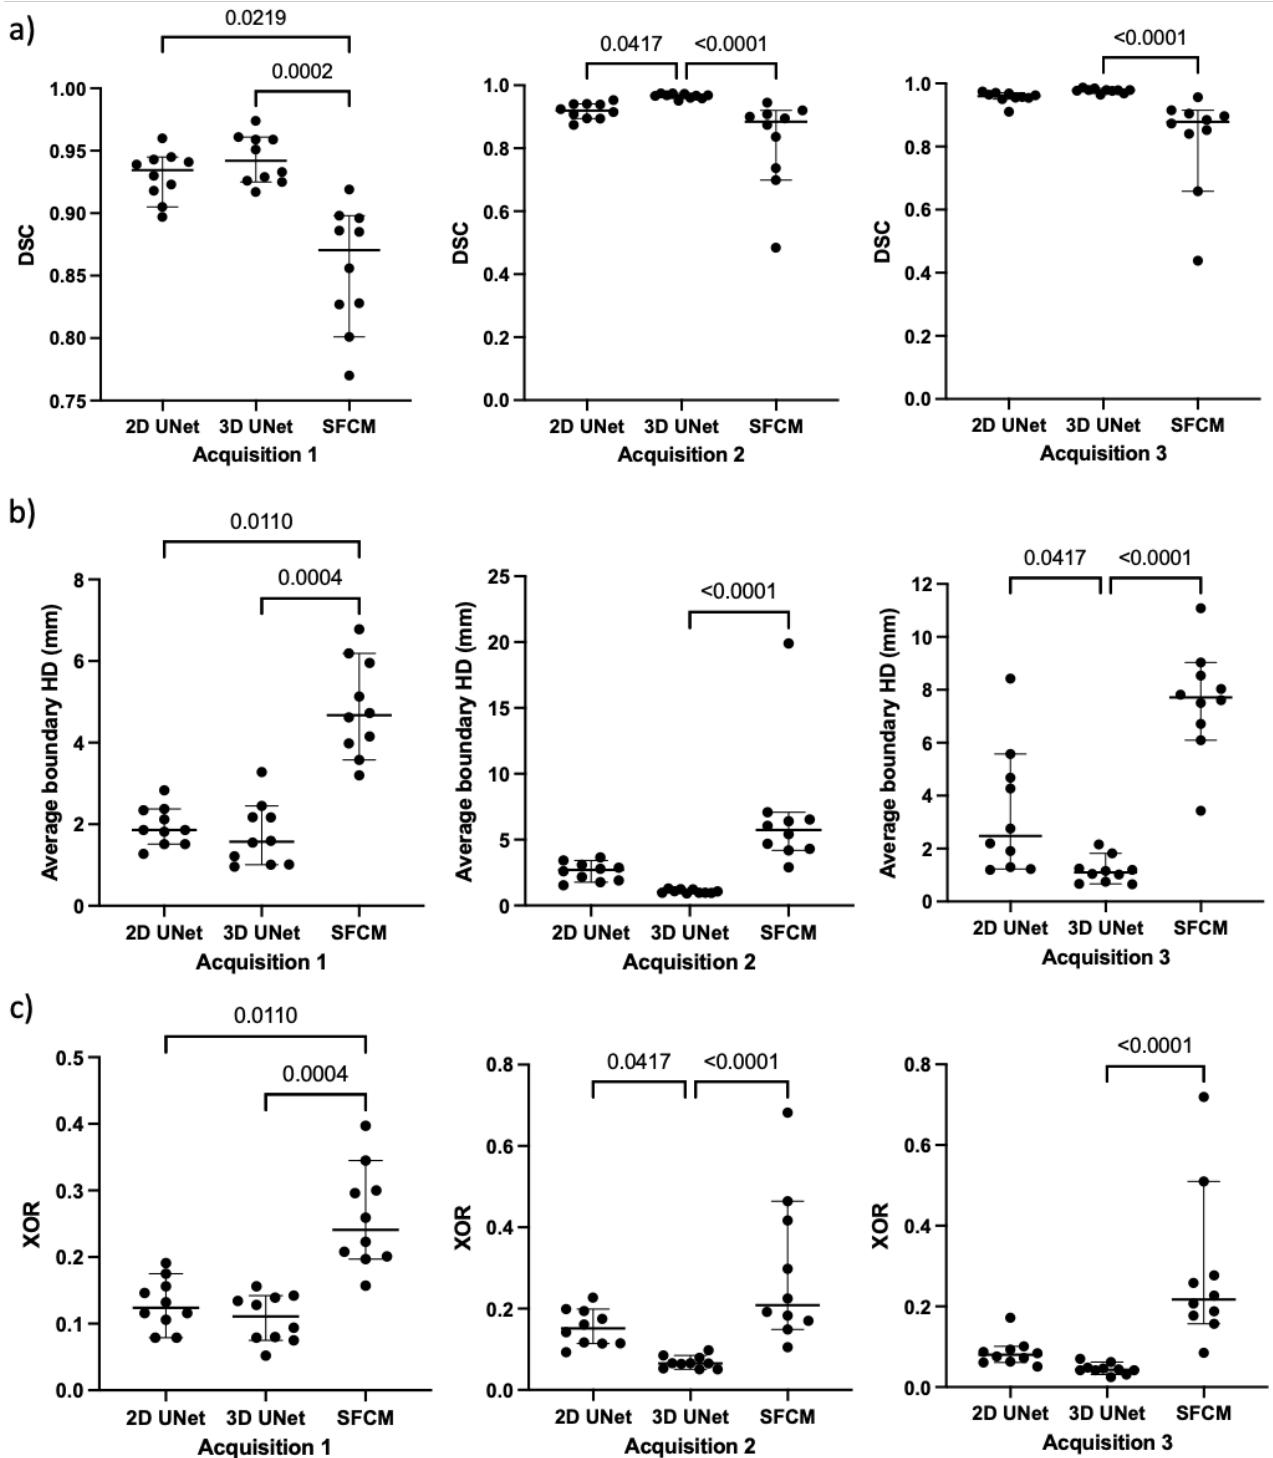 a)
0.0219
0.0002
1.00
0.95
0.90
0.85
0.80
0.75
DSC
2D UNet 3D UNet SFCM
Acquisition 1
0.0417 <0.0001
1.0
0.8
0.6
0.4
0.2
0.0
DSC
2D UNet 3D UNet SFCM
Acquisition 2
<0.0001
1.0
0.8
0.6
0.4
0.2
0.0
DSC
2D UNet 3D UNet SFCM
Acquisition 3
b)
0.0110
0.0004
8
6
4
2
0
Average boundary HD (mm)
2D UNet 3D UNet SFCM
Acquisition 1
<0.0001
25
20
15
10
5
0
Average boundary HD (mm)
2D UNet 3D UNet SFCM
Acquisition 2
0.0417 <0.0001
12
10
8
6
4
2
0
Average boundary HD (mm)
2D UNet 3D UNet SFCM
Acquisition 3
c)
0.0110
0.0004
0.5
0.4
0.3
0.2
0.1
0.0
XOR
2D UNet 3D UNet SFCM
Acquisition 1
0.0417 <0.0001
0.8
0.6
0.4
0.2
0.0
XOR
2D UNet 3D UNet SFCM
Acquisition 2
<0.0001
0.8
0.6
0.4
0.2
0.0
XOR
2D UNet 3D UNet SFCM
Acquisition 3